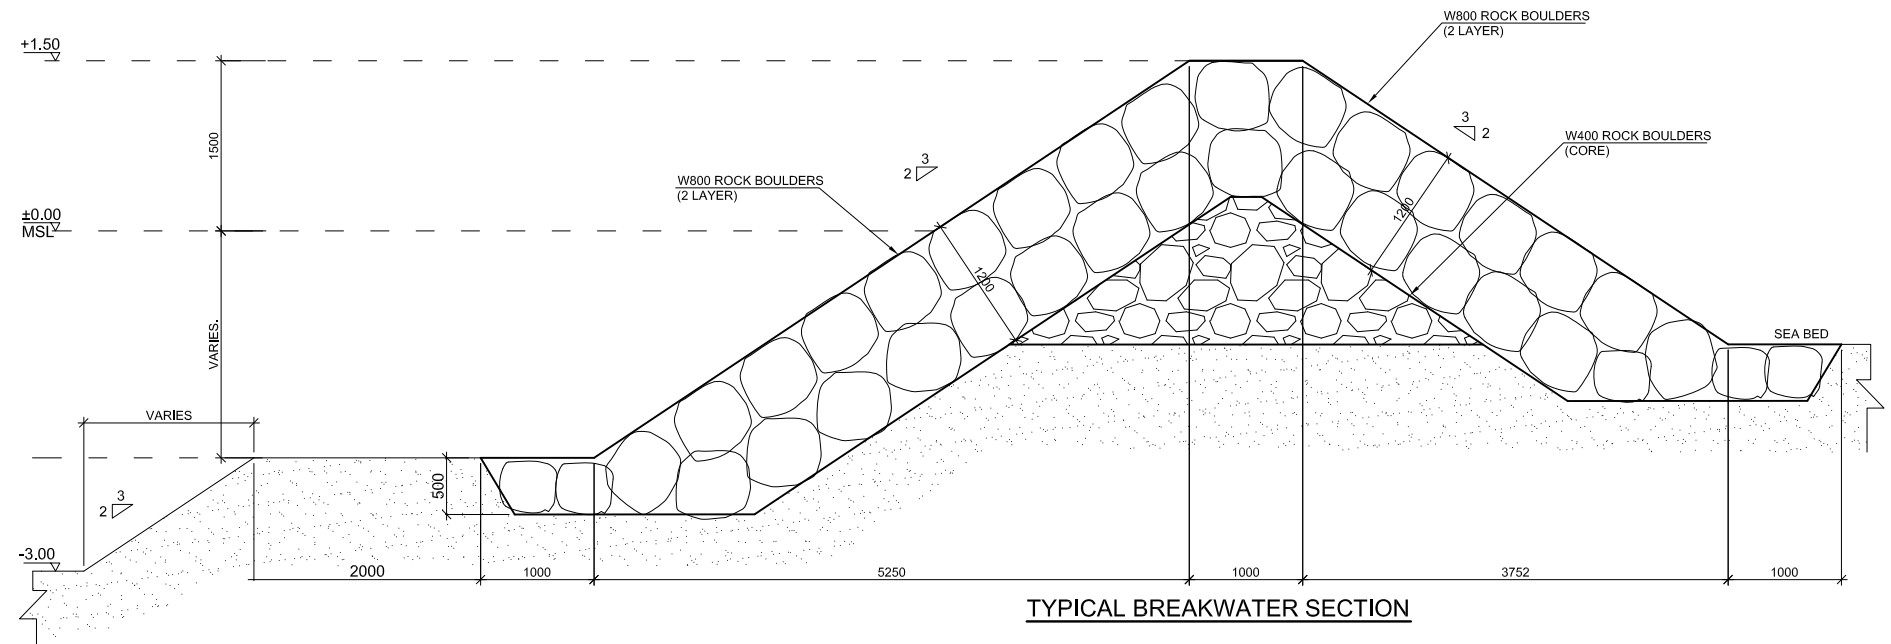 W800 ROCK BOULDERS
(2 LAYER)
+1.50
3
2
W400 ROCK BOULDERS
(CORE)
1500
3
2
W800 ROCK BOULDERS
(2 LAYER)
1200
±0.00
MSL
1200
VARIES.
SEA BED
VARIES
500
3
2
-3.00
2000
1000
5250
1000
3752
1000
TYPICAL BREAKWATER SECTION